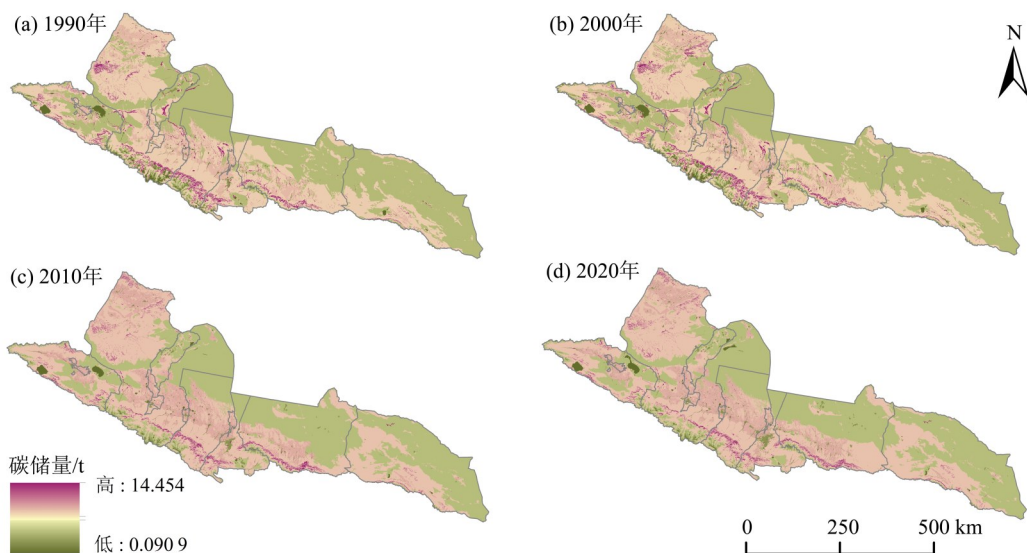 (a) 1990年
(b) 2000年
N
(c) 2010年
(d) 2020年
碳储量/t
高 : 14.454
低 : 0.090 9
0 250 500 km